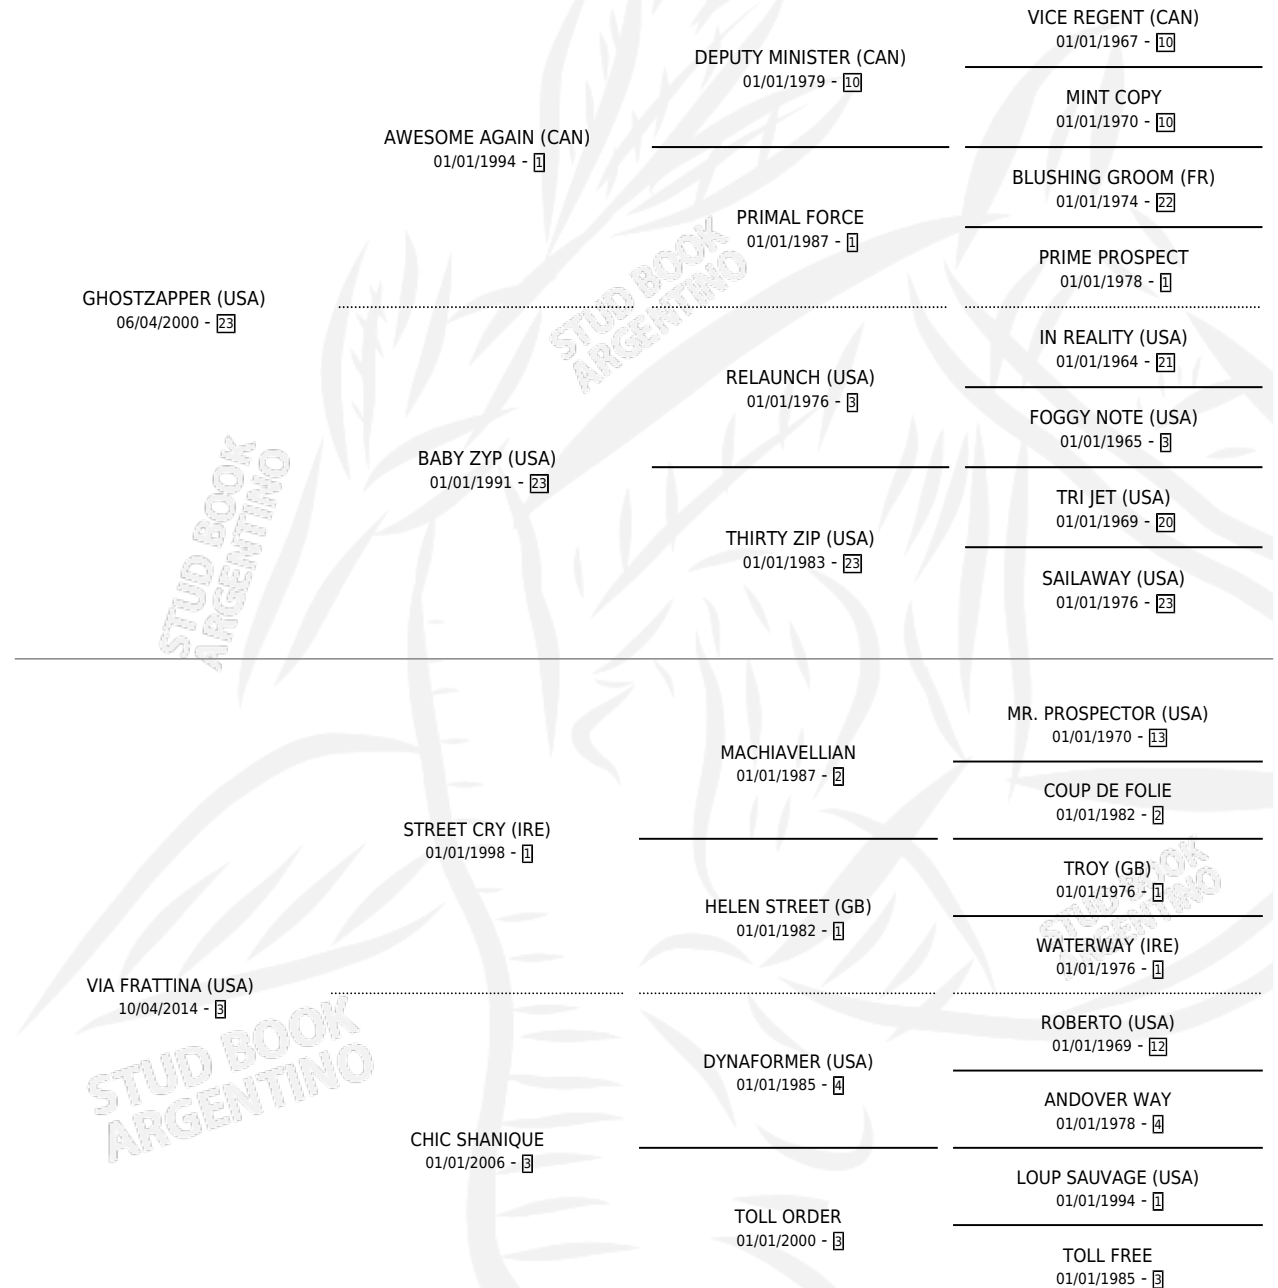 VICE REGENT (CAN)
01/01/1967 - 10
DEPUTY MINISTER (CAN)
01/01/1979 - 10
MINT COPY
01/01/1970 - 10
AWESOME AGAIN (CAN)
01/01/1994 - 1
BLUSHING GROOM (FR)
01/01/1974 - 22
PRIMAL FORCE
01/01/1987 - 1
PRIME PROSPECT
01/01/1978 - 1
GHOSTZAPPER (USA)
06/04/2000 - 23
STUD BOOK
ARGENTINO
IN REALITY (USA)
01/01/1964 - 21
RELAUNCH (USA)
01/01/1976 - 3
FOGGY NOTE (USA)
01/01/1965 - 3
BABY ZYP (USA)
01/01/1991 - 23
TRI JET (USA)
01/01/1969 - 20
THIRTY ZIP (USA)
01/01/1983 - 23
SAILAWAY (USA)
01/01/1976 - 23
STUD BOOK
ARGENTINO
MR. PROSPECTOR (USA)
01/01/1970 - 13
MACHIAVELLIAN
01/01/1987 - 2
COUP DE FOLIE
01/01/1982 - 2
STREET CRY (IRE)
01/01/1998 - 1
TROY (GB)
01/01/1976 - 1
HELEN STREET (GB)
01/01/1982 - 1
STUD BOOK
ARGENTINO
WATERWAY (IRE)
01/01/1976 - 1
VIA FRATTINA (USA)
10/04/2014 - 3
ROBERTO (USA)
01/01/1969 - 12
DYNAFORMER (USA)
01/01/1985 - 4
ANDOVER WAY
01/01/1978 - 4
STUD BOOK
ARGENTINO
CHIC SHANIQUE
01/01/2006 - 3
LOUP SAUVAGE (USA)
01/01/1994 - 1
TOLL ORDER
01/01/2000 - 3
TOLL FREE
01/01/1985 - 3